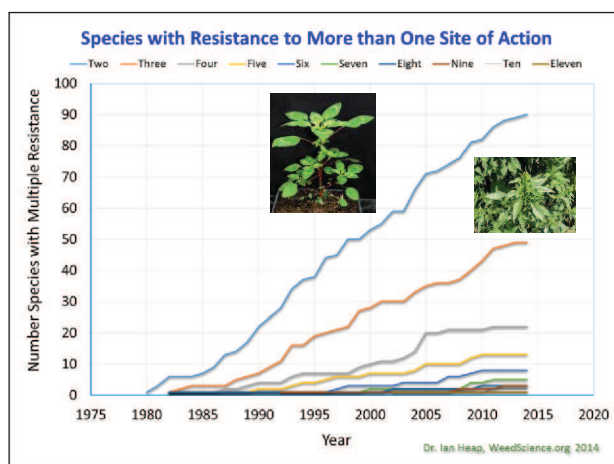 Species with Resistance to More than One Site of Action
Two Three Four Five Six Seven Eight Nine Ten Eleven
Number Species with Multiple Resistance
100
90
80
70
60
50
40
30
20
10
0
1975 1980 1985 1990 1995 2000 2005 2010 2015 2020
Year
Dr. Ian Heap, WeedScience.org 2014